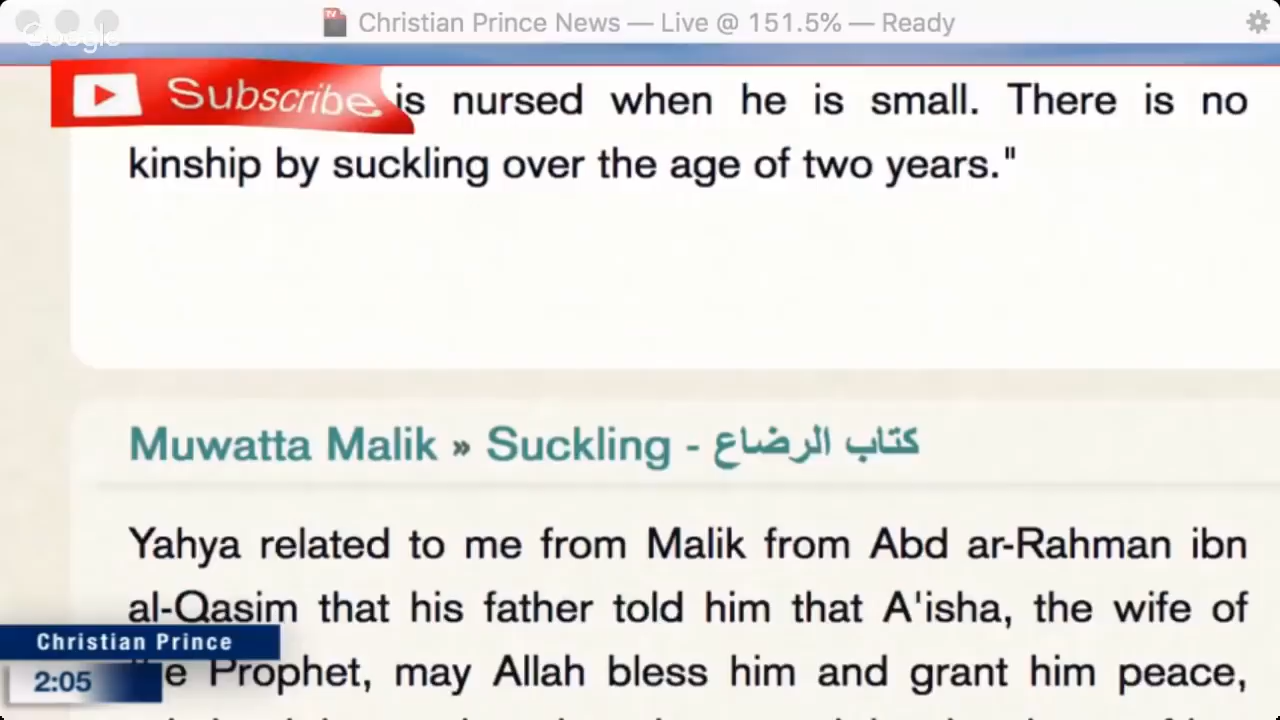 Christian Prince News — Live @ 151.5% — Ready
Google
Subscribe
is nursed when he is small. There is no
kinship by suckling over the age of two years."
Muwatta Malik » Suckling - كتاب الرضاع
Yahya related to me from Malik from Abd ar-Rahman ibn
al-Qasim that his father told him that A'isha, the wife of
Christian Prince
Prophet, may Allah bless him and grant him peace,
2:05